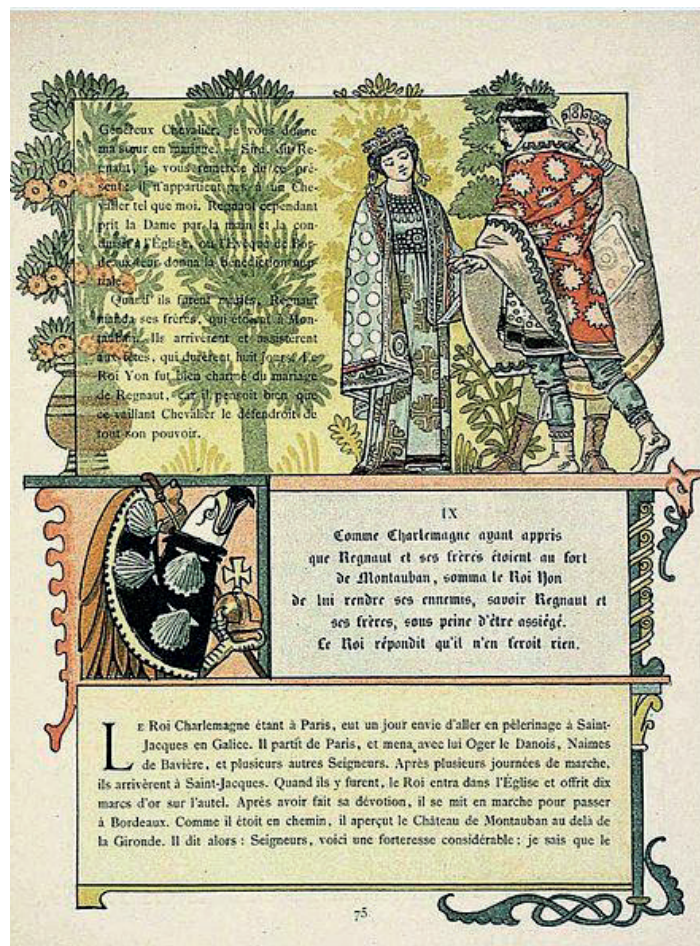 Généreux Chevalier, je vous donne
ma sœur en mariage. — Sire, dit Re-
gnaut, je vous remercie de ce pré-
sent : il n'appartient pas à un Che-
valier tel que moi. Regnaut cependant
prit la Dame par la main et la con-
duisit à l'Église, où l'Évêque de Bor-
deaux leur donna la bénédiction nup-
tiale.
Quand ils furent mariés, Regnaut
manda ses frères, qui étoient à Mon-
tauban. Ils arrivèrent et assistèrent
aux fêtes, qui durèrent huit jours. Le
Roi Yon fut bien charmé du mariage
de Regnaut, car il pensoit bien que
ce vaillant Chevalier le défendroit de
tout son pouvoir.
IX
Comme Charlemagne ayant appris
que Regnaut et ses frères étoient au fort
de Montauban, somma le Roi Yon
de lui rendre ses ennemis, savoir Regnaut et
ses frères, sous peine d'être assiégé.
Le Roi répondit qu'il n'en feroit rien.
LE Roi Charlemagne étant à Paris, eut un jour envie d'aller en pèlerinage à Saint-
Jacques en Galice. Il partit de Paris, et mena avec lui Oger le Danois, Naimes
de Bavière, et plusieurs autres Seigneurs. Après plusieurs journées de marche,
ils arrivèrent à Saint-Jacques. Quand ils y furent, le Roi entra dans l'Église et offrit dix
marcs d'or sur l'autel. Après avoir fait sa dévotion, il se mit en marche pour passer
à Bordeaux. Comme il étoit en chemin, il aperçut le Château de Montauban au delà de
la Gironde. Il dit alors : Seigneurs, voici une forteresse considérable ; je sais que le
75